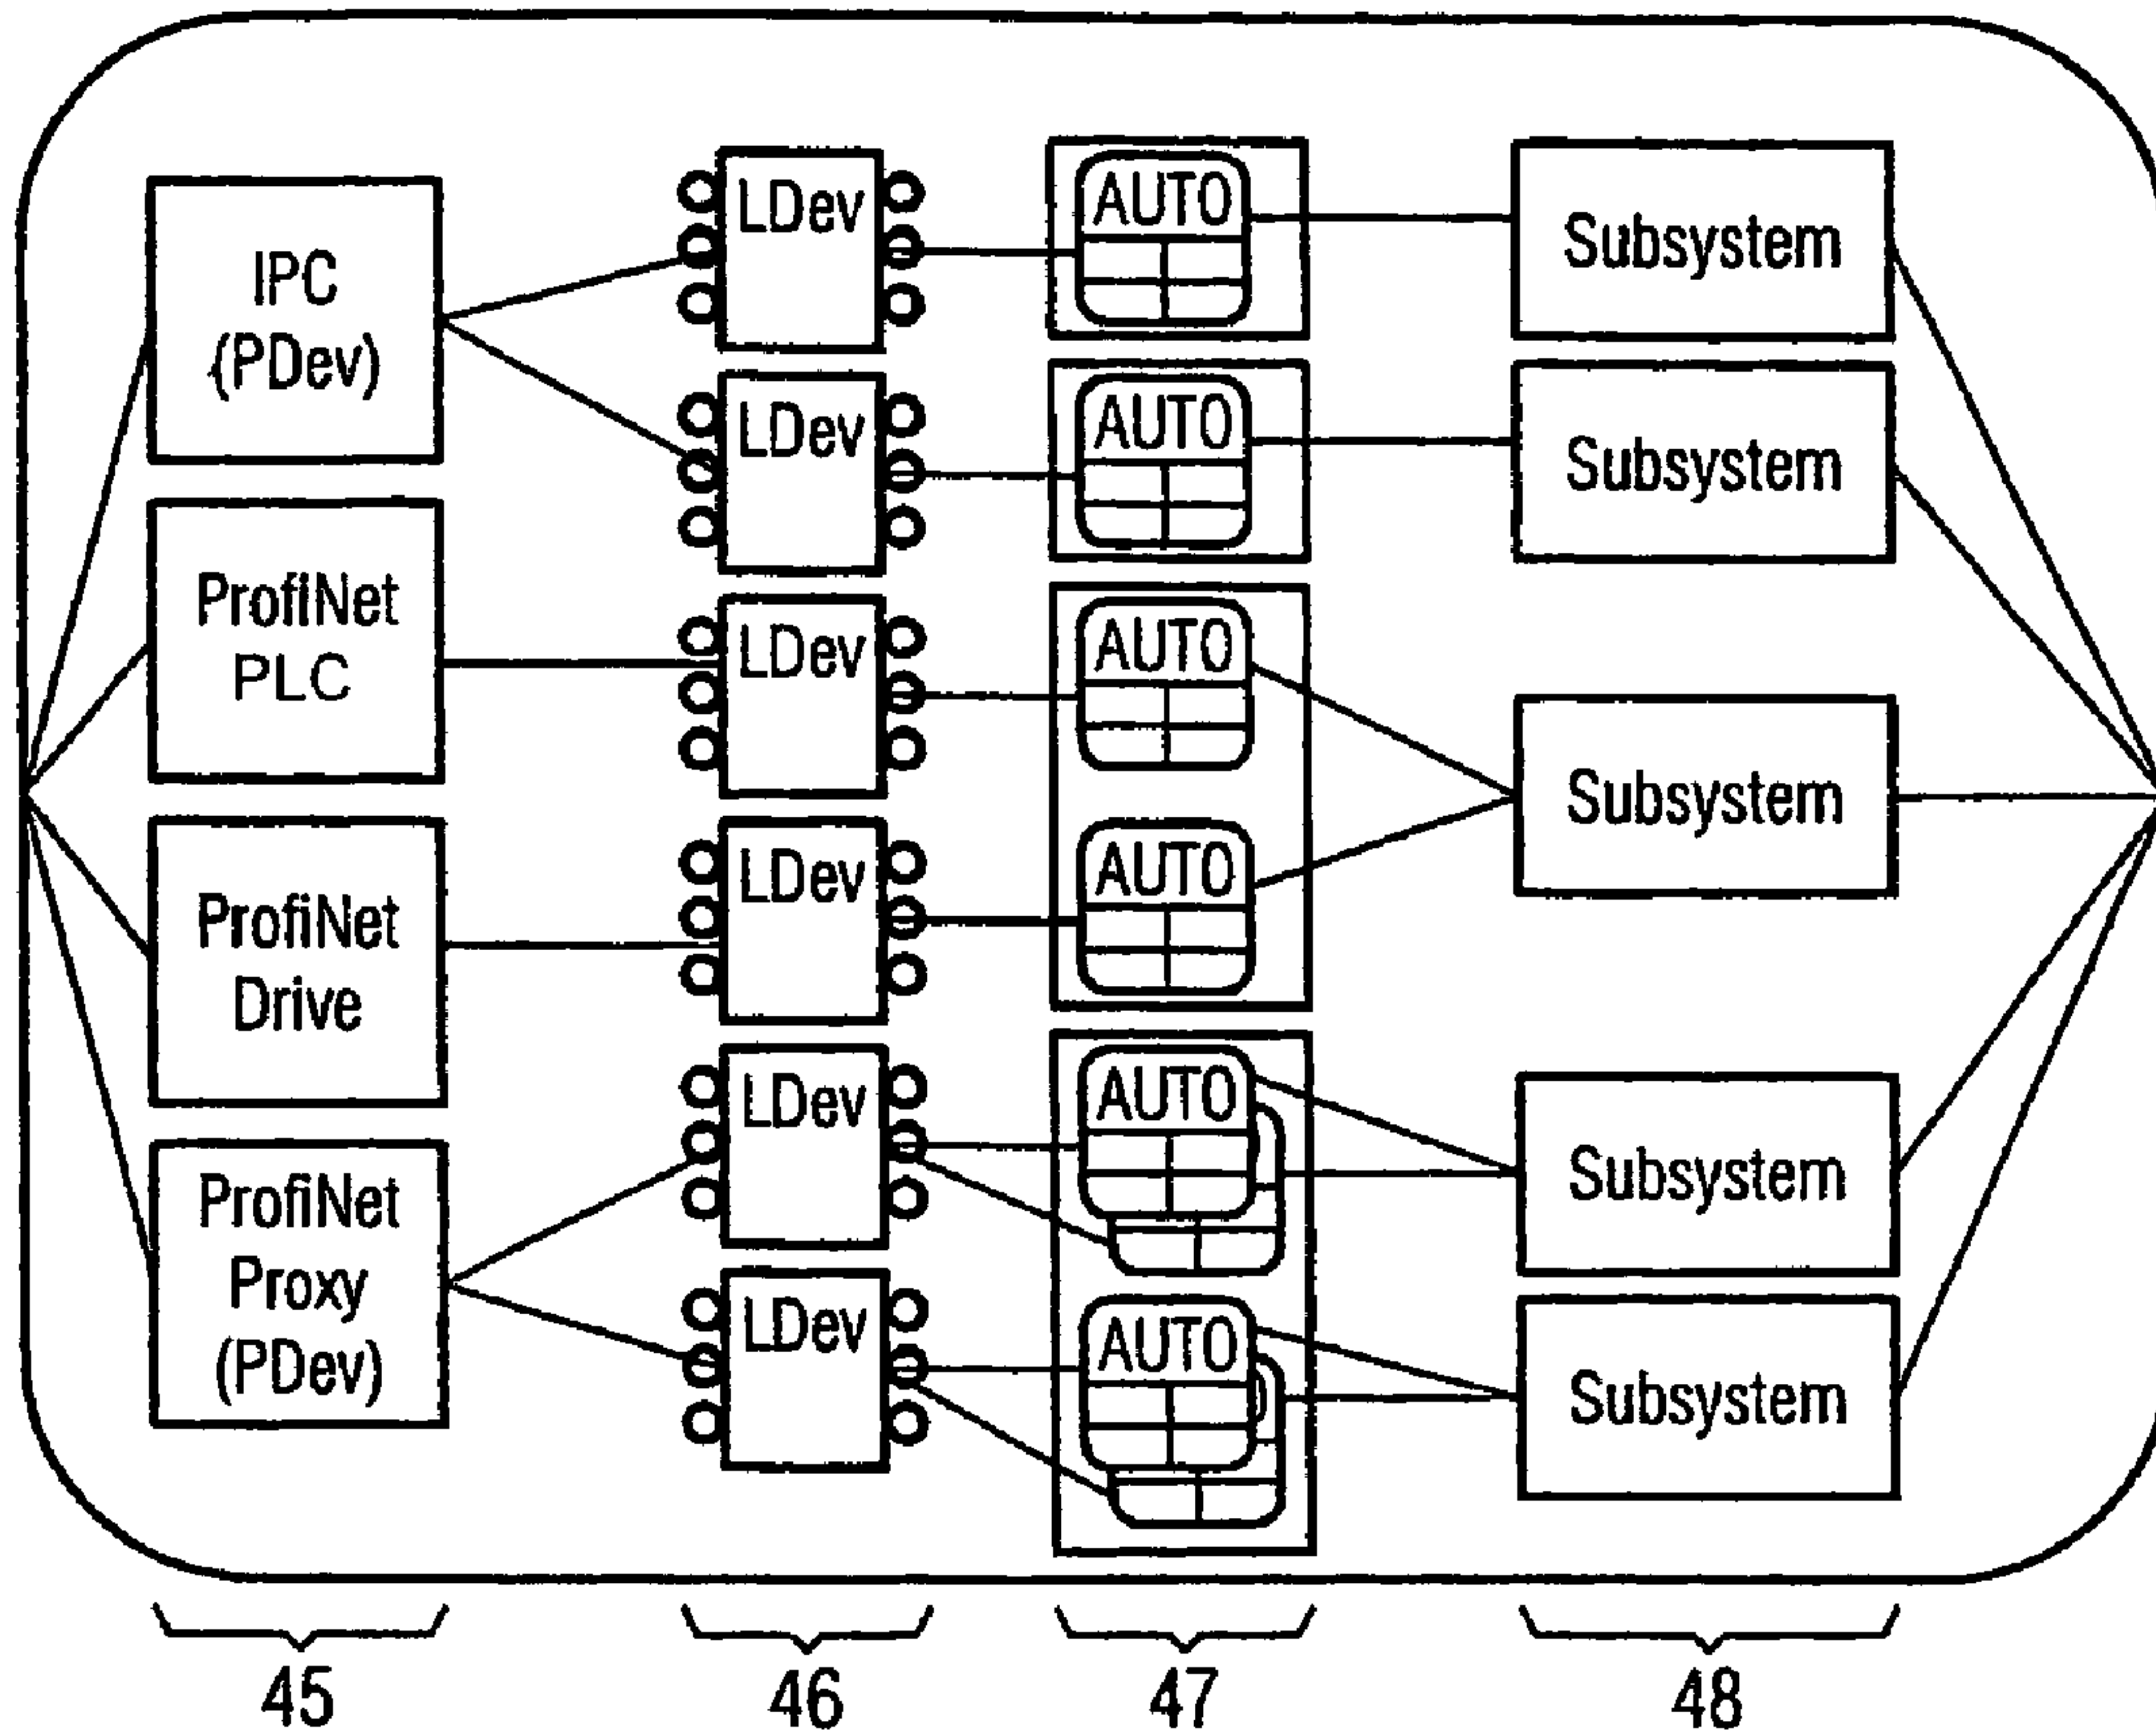 IPC
(PDev)
ProfiNet
PLC
ProfiNet
Drive
ProfiNet
Proxy
(PDev)
LDev
LDev
LDev
LDev
LDev
LDev
AUTO
AUTO
AUTO
AUTO
AUTO
AUTO
Subsystem
Subsystem
Subsystem
Subsystem
Subsystem
45
46
47
48